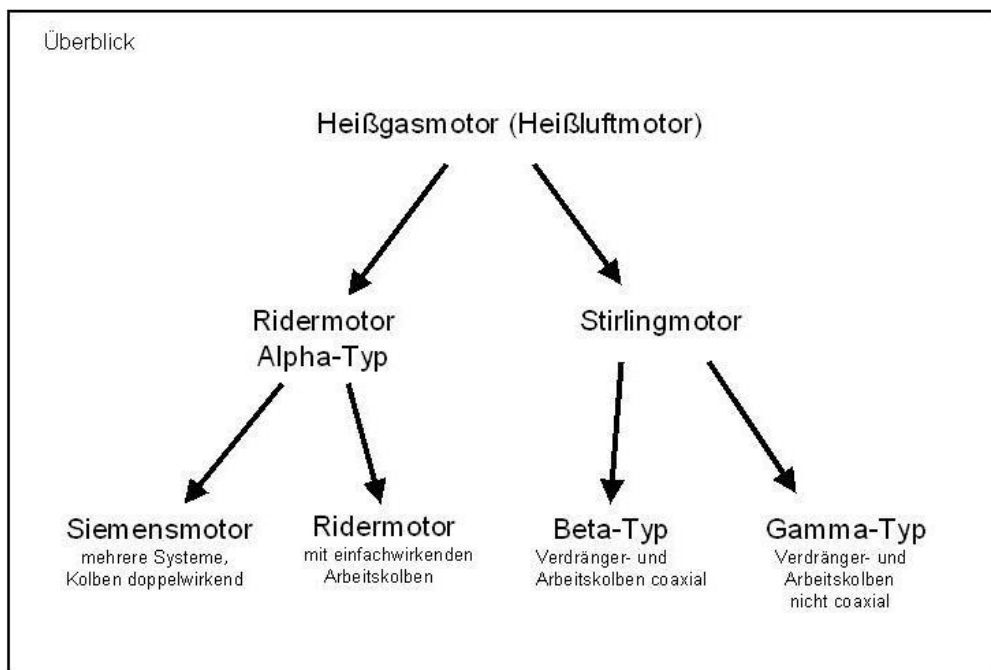 Überblick
Heißgasmotor (Heißluftmotor)
Ridermotor
Alpha-Typ
Stirlingmotor
Siemensmotor
mehrere Systeme,
Kolben doppelwirkend
Ridermotor
mit einfachwirkenden
Arbeitskolben
Beta-Typ
Verdränger- und
Arbeitskolben coaxial
Gamma-Typ
Verdränger- und
Arbeitskolben
nicht coaxial